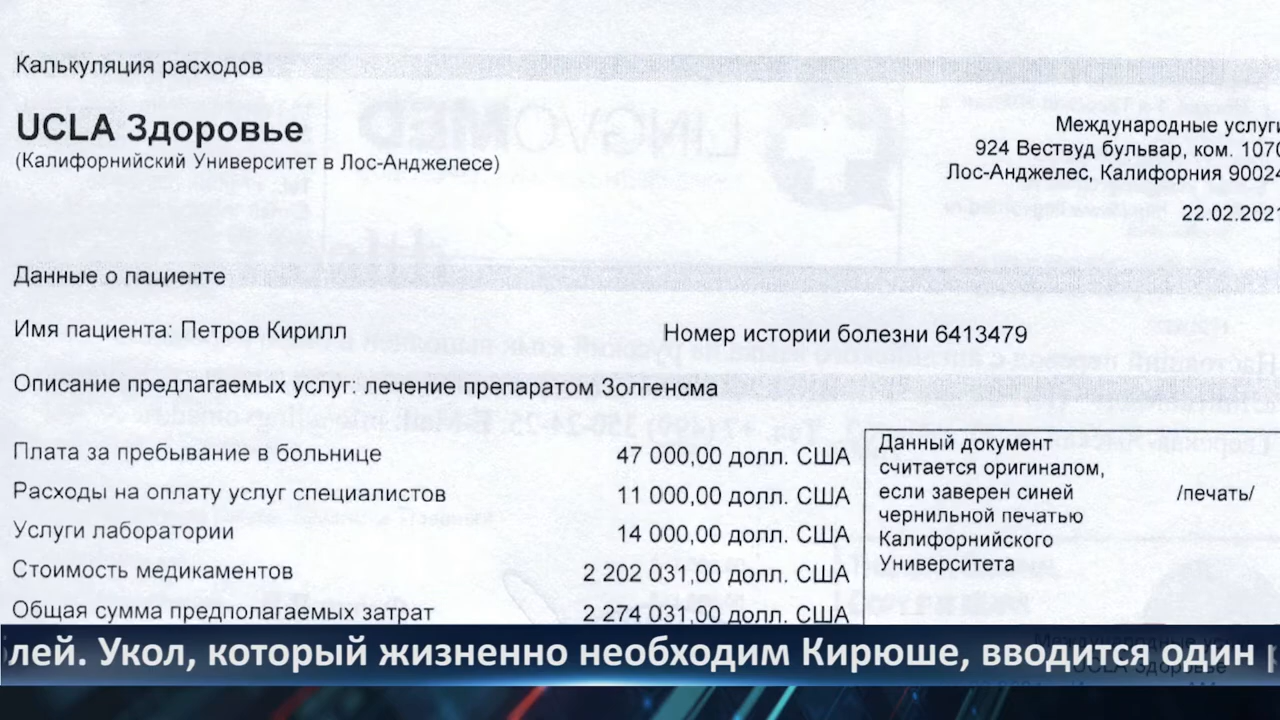 Калькуляция расходов
UCLA Здоровье
(Калифорнийский Университет в Лос-Анджелесе)
Международные услуги
924 Вествуд бульвар, ком. 1070
Лос-Анджелес, Калифорния 90024
22.02.2021
Данные о пациенте
Имя пациента: Петров Кирилл
Номер истории болезни 6413479
Описание предлагаемых услуг: лечение препаратом Золгенсма
Плата за пребывание в больнице 47 000,00 долл. США
Расходы на оплату услуг специалистов 11 000,00 долл. США
Услуги лаборатории 14 000,00 долл. США
Стоимость медикаментов 2 202 031,00 долл. США
Общая сумма предполагаемых затрат 2 274 031,00 долл. США
Данный документ
считается оригиналом,
если заверен синей /печать/
чернильной печатью
Калифорнийского
Университета
лей. Укол, который жизненно необходим Кирюше, вводится один